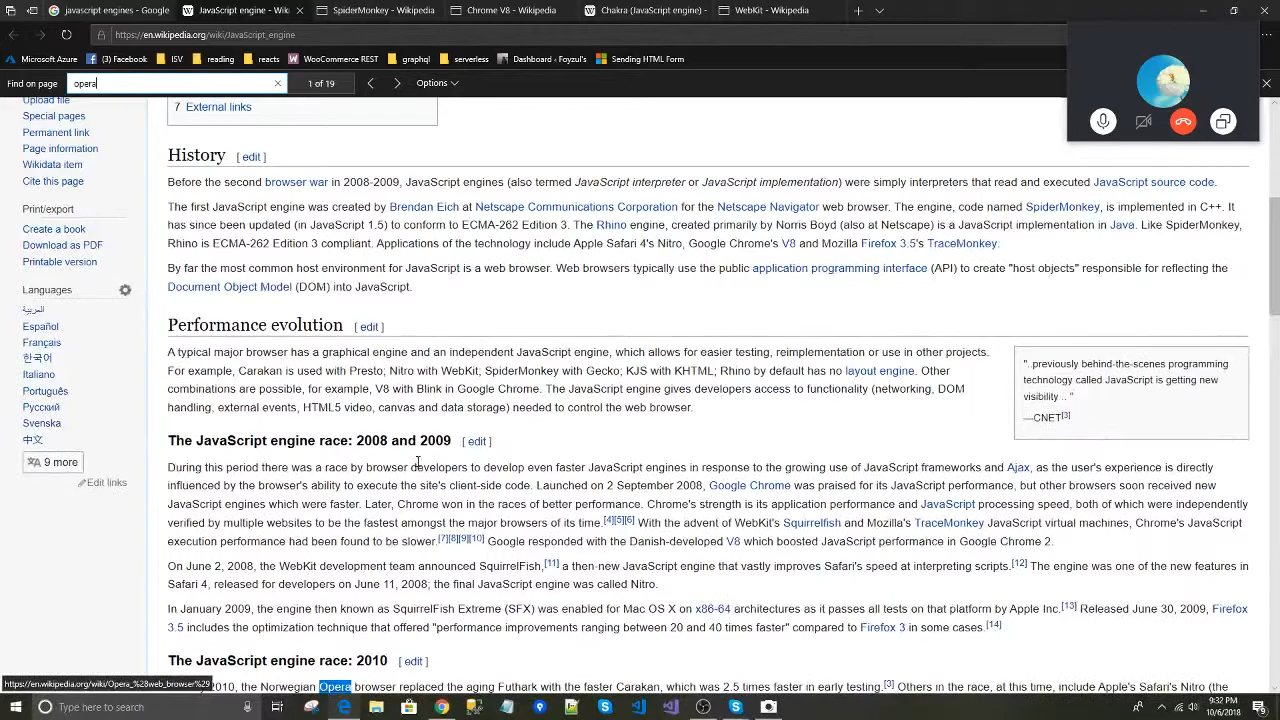 javascript engines - Google
JavaScript engine - Wiki
SpiderMonkey - Wikipedia
Chrome V8 - Wikipedia
Chakra (JavaScript engine) -
WebKit - Wikipedia
https://en.wikipedia.org/wiki/JavaScript_engine
Microsoft Azure
(3) Facebook
ISV
reading
reacts
WooCommerce REST
graphql
serverless
Dashboard ‹ Foyzul's
Sending HTML Form
Find on page
opera
1 of 19
Options
Upload file
Special pages
Permanent link
Page information
Wikidata item
Cite this page
Print/export
Create a book
Download as PDF
Printable version
Languages
العربية
Español
Français
한국어
Italiano
Português
Русский
Svenska
中文
9 more
Edit links
7 External links
History [ edit ]
Before the second browser war in 2008-2009, JavaScript engines (also termed JavaScript interpreter or JavaScript implementation) were simply interpreters that read and executed JavaScript source code.
The first JavaScript engine was created by Brendan Eich at Netscape Communications Corporation for the Netscape Navigator web browser. The engine, code named SpiderMonkey, is implemented in C++. It
has since been updated (in JavaScript 1.5) to conform to ECMA-262 Edition 3. The Rhino engine, created primarily by Norris Boyd (also at Netscape) is a JavaScript implementation in Java. Like SpiderMonkey,
Rhino is ECMA-262 Edition 3 compliant. Applications of the technology include Apple Safari 4's Nitro, Google Chrome's V8 and Mozilla Firefox 3.5's TraceMonkey.
By far the most common host environment for JavaScript is a web browser. Web browsers typically use the public application programming interface (API) to create "host objects" responsible for reflecting the
Document Object Model (DOM) into JavaScript.
Performance evolution [ edit ]
A typical major browser has a graphical engine and an independent JavaScript engine, which allows for easier testing, reimplementation or use in other projects.
For example, Carakan is used with Presto; Nitro with WebKit; SpiderMonkey with Gecko; KJS with KHTML; Rhino by default has no layout engine. Other
combinations are possible, for example, V8 with Blink in Google Chrome. The JavaScript engine gives developers access to functionality (networking, DOM
handling, external events, HTML5 video, canvas and data storage) needed to control the web browser.
"..previously behind-the-scenes programming
technology called JavaScript is getting new
visibility .. "
—CNET[3]
The JavaScript engine race: 2008 and 2009 [ edit ]
During this period there was a race by browser developers to develop even faster JavaScript engines in response to the growing use of JavaScript frameworks and Ajax, as the user's experience is directly
influenced by the browser's ability to execute the site's client-side code. Launched on 2 September 2008, Google Chrome was praised for its JavaScript performance, but other browsers soon received new
JavaScript engines which were faster. Later, Chrome won in the races of better performance. Chrome's strength is its application performance and JavaScript processing speed, both of which were independently
verified by multiple websites to be the fastest amongst the major browsers of its time.[4][5][6] With the advent of WebKit's Squirrelfish and Mozilla's TraceMonkey JavaScript virtual machines, Chrome's JavaScript
execution performance had been found to be slower.[7][8][9][10] Google responded with the Danish-developed V8 which boosted JavaScript performance in Google Chrome 2.
On June 2, 2008, the WebKit development team announced SquirrelFish,[11] a then-new JavaScript engine that vastly improves Safari's speed at interpreting scripts.[12] The engine was one of the new features in
Safari 4, released for developers on June 11, 2008; the final JavaScript engine was called Nitro.
In January 2009, the engine then known as SquirrelFish Extreme (SFX) was enabled for Mac OS X on x86-64 architectures as it passes all tests on that platform by Apple Inc.[13] Released June 30, 2009, Firefox
3.5 includes the optimization technique that offered "performance improvements ranging between 20 and 40 times faster" compared to Firefox 3 in some cases.[14]
The JavaScript engine race: 2010 [ edit ]
2010, the Norwegian Opera browser replaced the aging Futhark with the faster Carakan, which was 2.5 times faster in early testing.[3] Others in the race, at this time, include Apple's Safari's Nitro (the
https://en.wikipedia.org/wiki/Opera_%28web_browser%29
Type here to search
9:32 PM
10/6/2018